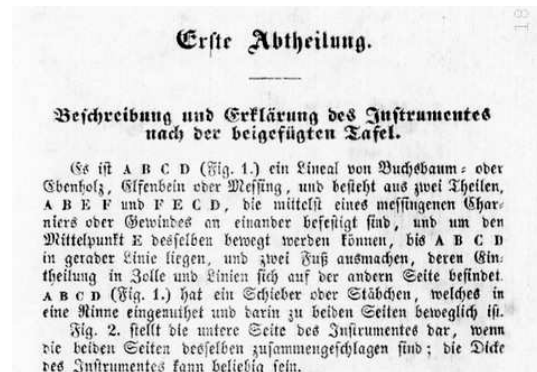 18
Erste Abtheilung.
Beschreibung und Erklärung des Instrumentes
nach der beigefügten Tafel.
Es ist A B C D (Fig. 1.) ein Lineal von Buchsbaum- oder
Ebenholz, Elfenbein oder Messing, und besteht aus zwei Theilen,
A B E F und F E C D, die mittelst eines messingenen Char-
niers oder Gewindes an einander befestigt sind, und um den
Mittelpunkt E desselben bewegt werden können, bis A B C D
in gerader Linie liegen, und zwei Fuß ausmachen, deren Ein-
theilung in Zolle und Linien sich auf der andern Seite befindet.
A B C D (Fig. 1.) hat ein Schieber oder Stäbchen, welches in
eine Rinne eingenuthet und darin zu beiden Seiten beweglich ist.
Fig. 2. stellt die untere Seite des Instrumentes dar, wenn
die beiden Seiten desselben zusammengeschlagen sind; die Dicke
des Instrumentes kann beliebig sein.